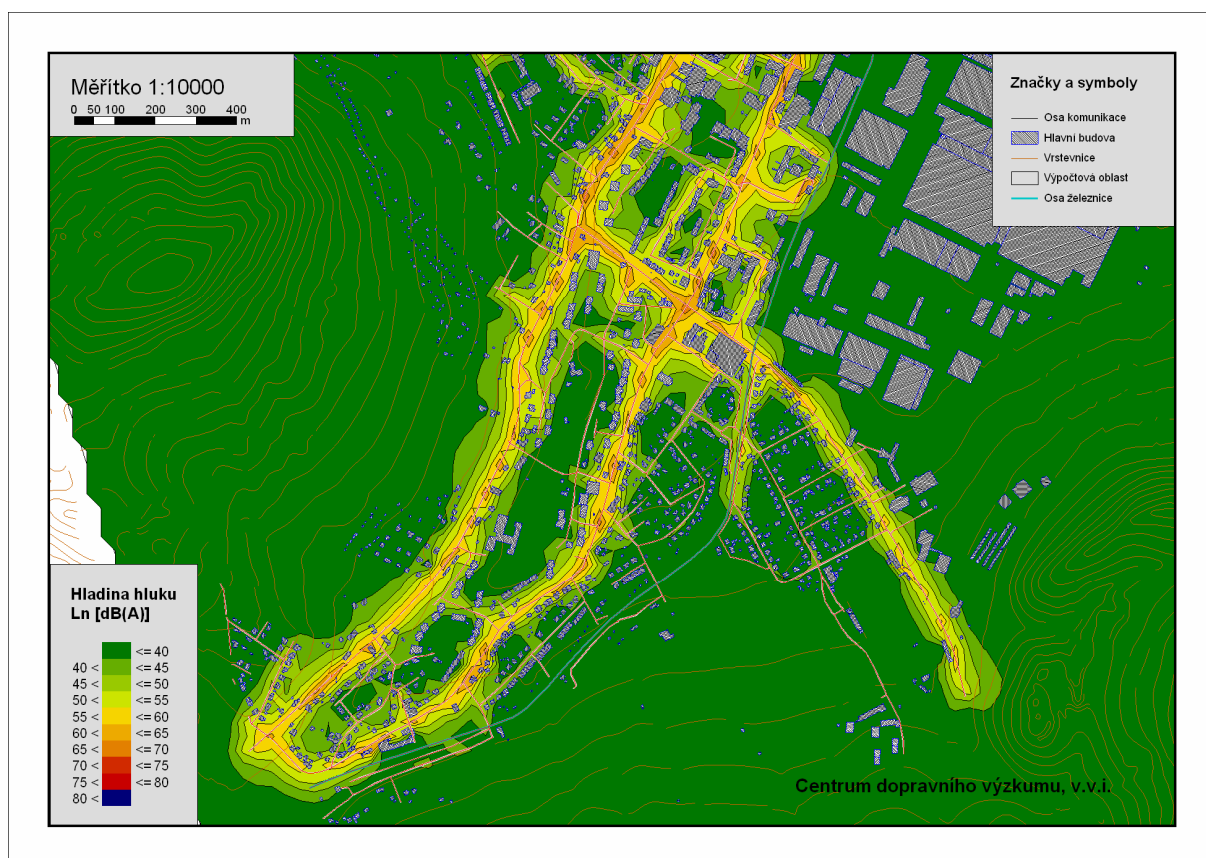 Měřítko 1:10000
0 50 100 200 300 400
m
Značky a symboly
Osa komunikace
Hlavní budova
Vrstevnice
Výpočtová oblast
Osa železnice
Hladina hluku
Ln [dB(A)]
<= 40
40 < <= 45
45 < <= 50
50 < <= 55
55 < <= 60
60 < <= 65
65 < <= 70
70 < <= 75
75 < <= 80
80 <
Centrum dopravního výzkumu, v.v.i.